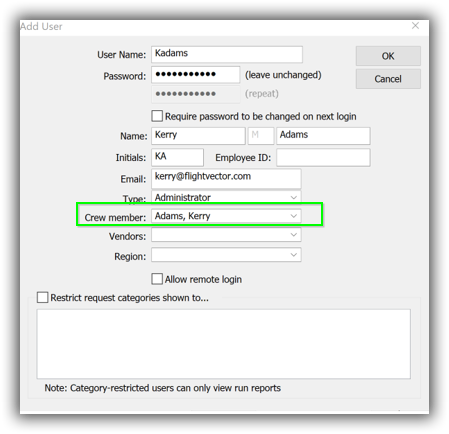 Add User
User Name: Kadams OK
Password: ●●●●●●●●●●● (leave unchanged) Cancel
●●●●●●●●●●● (repeat)
Require password to be changed on next login
Name: Kerry M Adams
Initials: KA Employee ID:
Email: kerry@flightvector.com
Type: Administrator
Crew member: Adams, Kerry
Vendors:
Region:
Allow remote login
Restrict request categories shown to...
Note: Category-restricted users can only view run reports